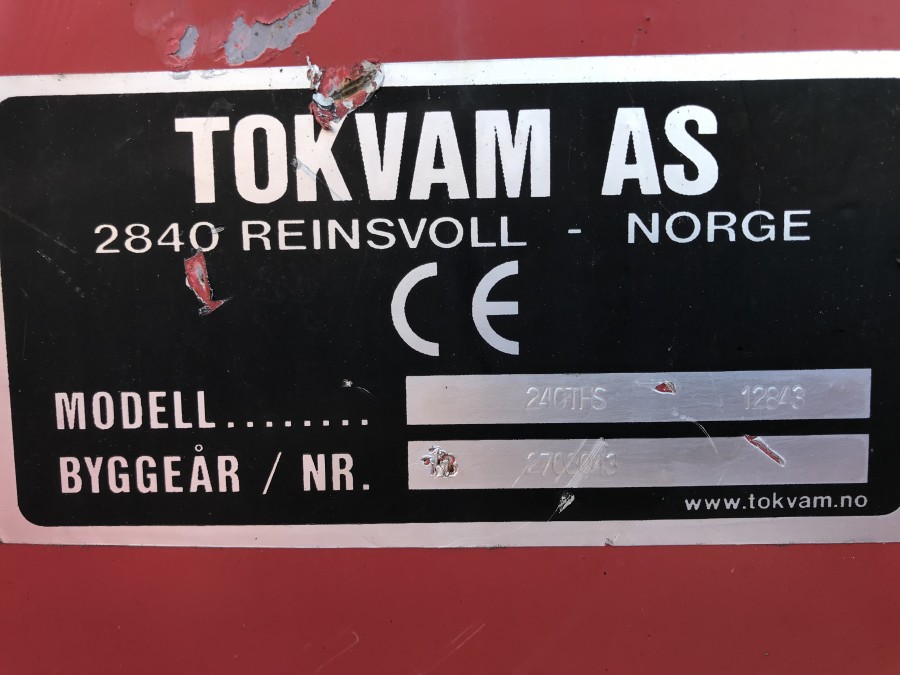 TOKVAM AS
2840 REINSVOLL - NORGE
CE
MODELL........ 240THS 12843
BYGGEÅR / NR.
www.tokvam.no